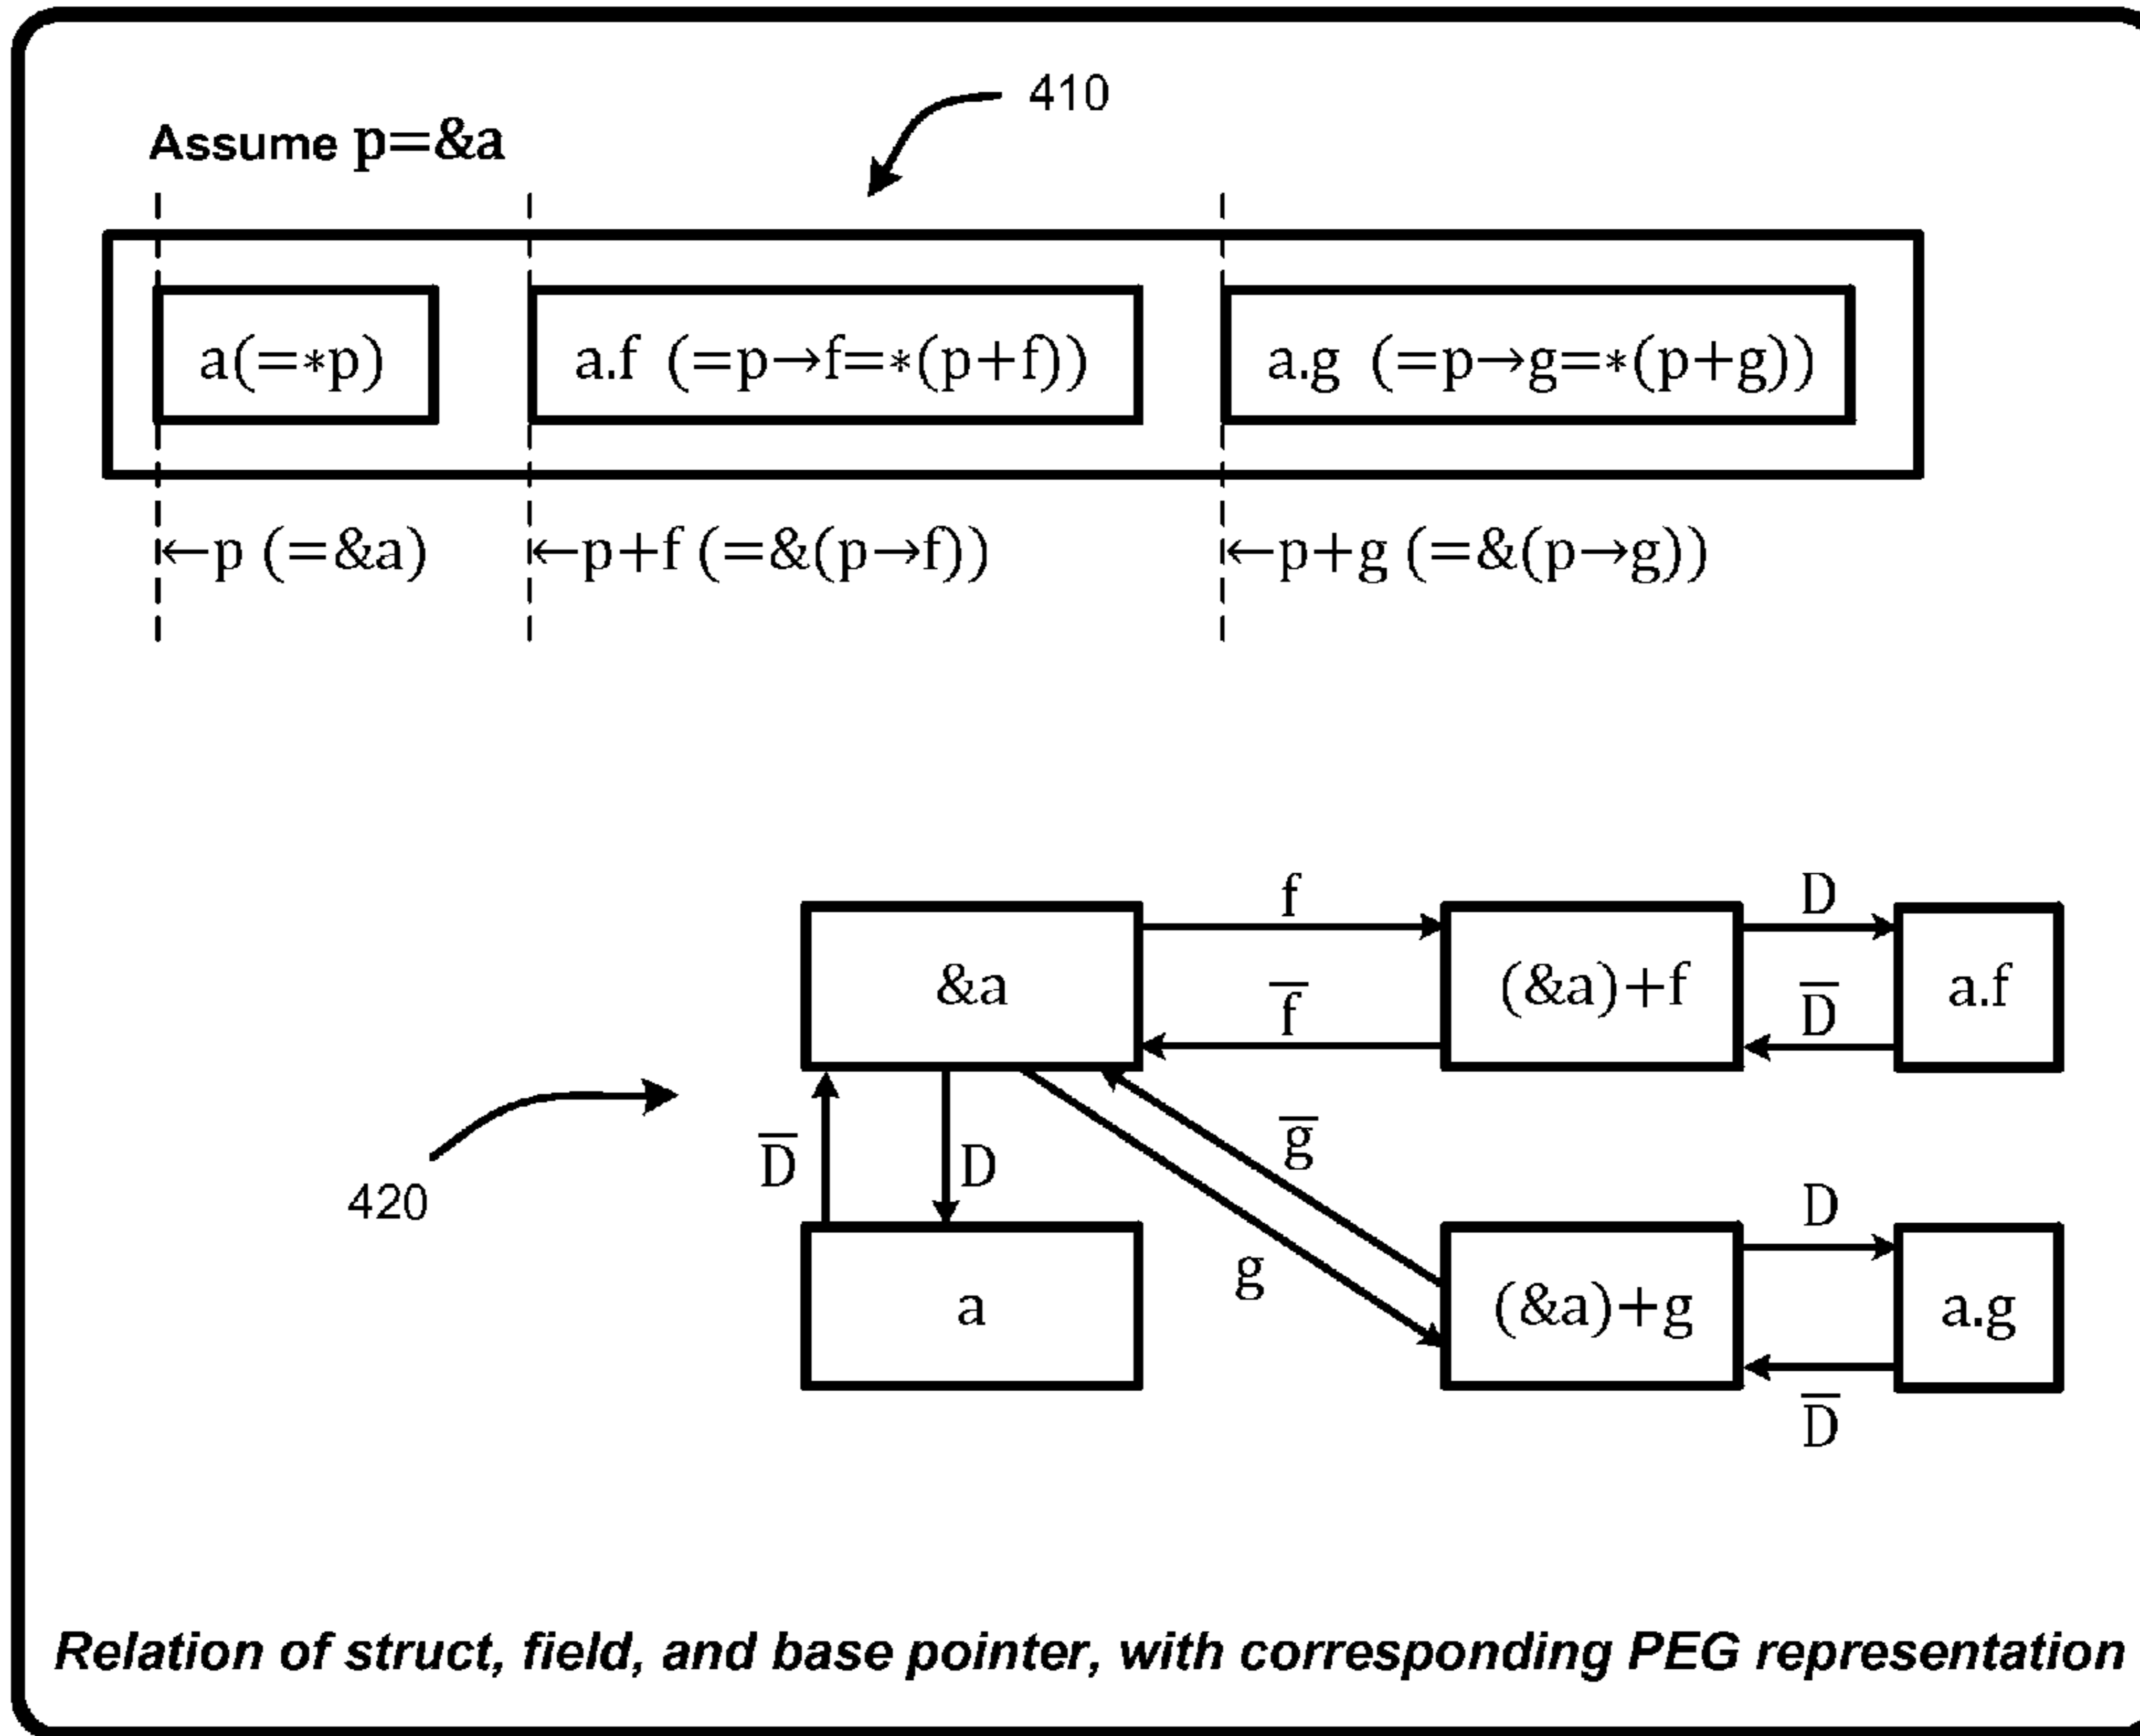 410
Assume p=&a
a(=*p) a.f (=p→f=*(p+f)) a.g (=p→g=*(p+g))
←p (=&a) ←p+f (=&(p→f)) ←p+g (=&(p→g))
f D
&a (&a)+f a.f
f̅ D̅
D̅ D g̅
420
D
g
a (&a)+g a.g
D̅
Relation of struct, field, and base pointer, with corresponding PEG representation